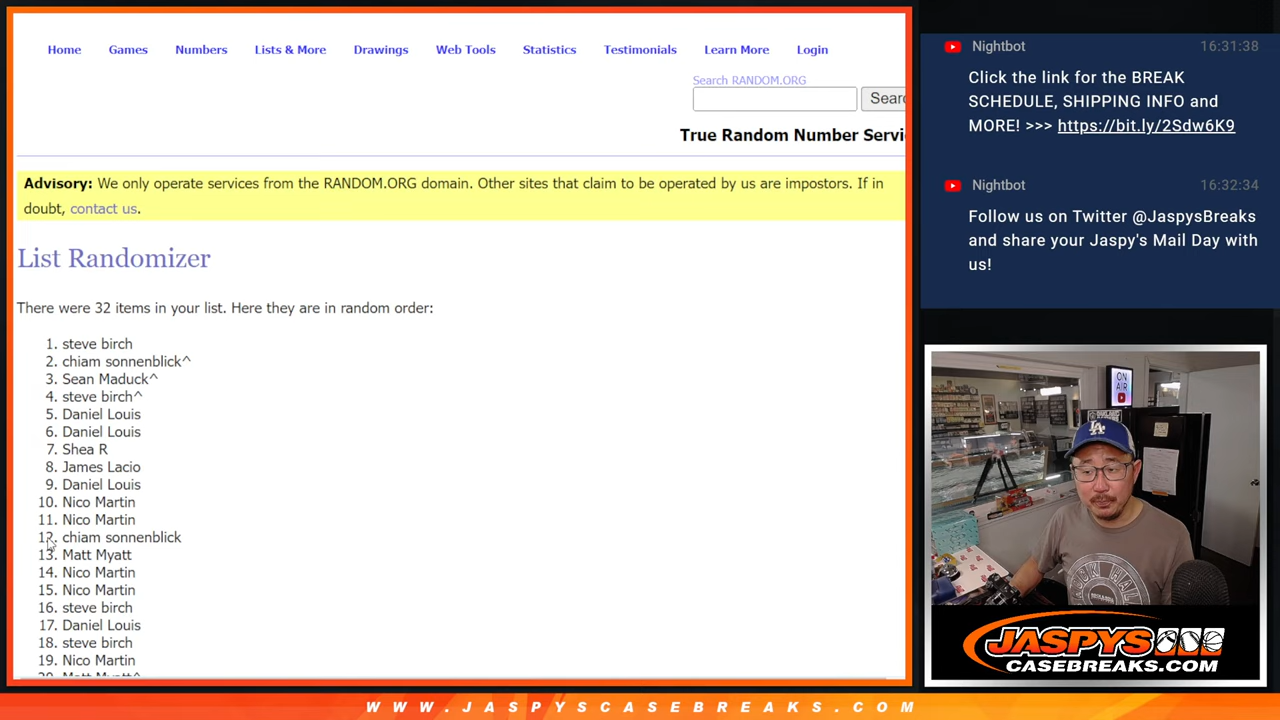 Home Games Numbers Lists & More Drawings Web Tools Statistics Testimonials Learn More Login
Search RANDOM.ORG
Searc
True Random Number Servi
Advisory: We only operate services from the RANDOM.ORG domain. Other sites that claim to be operated by us are impostors. If in
doubt, contact us.
List Randomizer
There were 32 items in your list. Here they are in random order:
1. steve birch
2. chiam sonnenblick^
3. Sean Maduck^
4. steve birch^
5. Daniel Louis
6. Daniel Louis
7. Shea R
8. James Lacio
9. Daniel Louis
10. Nico Martin
11. Nico Martin
12. chiam sonnenblick
13. Matt Myatt
14. Nico Martin
15. Nico Martin
16. steve birch
17. Daniel Louis
18. steve birch
19. Nico Martin
20. Matt Myatt^
Nightbot 16:31:38
Click the link for the BREAK
SCHEDULE, SHIPPING INFO and
MORE! >>> https://bit.ly/2Sdw6K9
Nightbot 16:32:34
Follow us on Twitter @JaspysBreaks
and share your Jaspy's Mail Day with
us!
ON
AIR
LA
JASPYS
CASEBREAKS.COM
WWW.JASPYSCASEBREAKS.COM